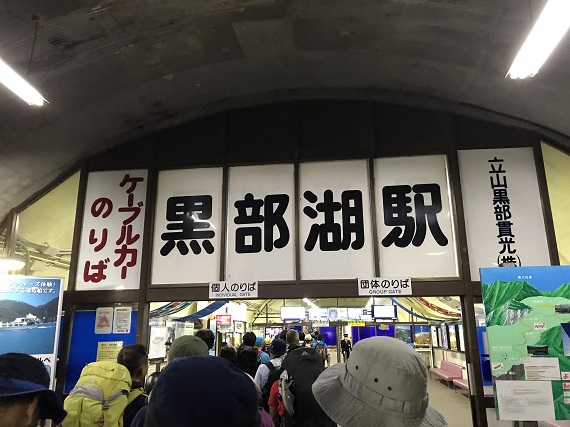 ケーブルカー
のりば
黒部湖駅
立山黒部貫光㈱
個人のりば
INDIVIDUAL GATE
団体のりば
GROUP GATE